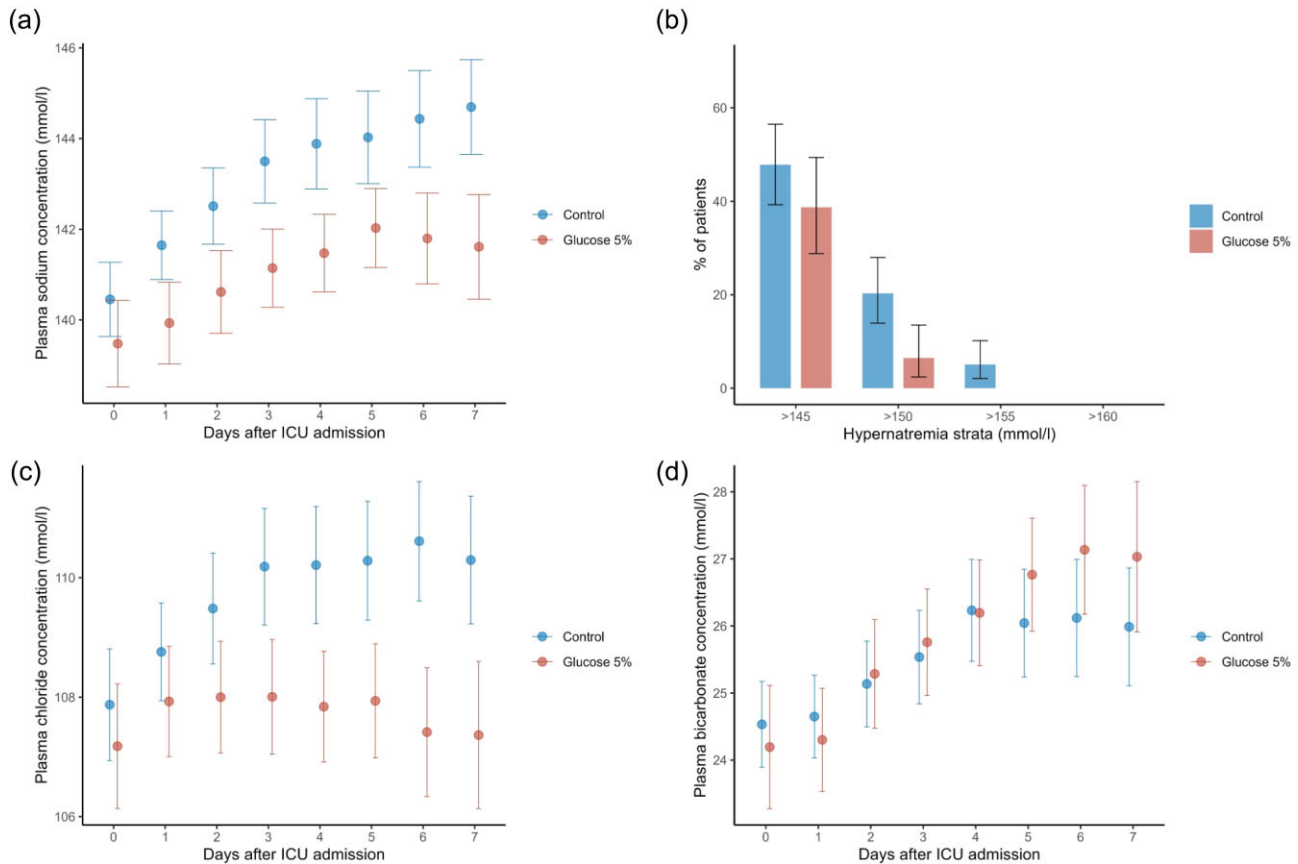 (a)
Plasma sodium concentration (mmol/l)
146
144
142
140
0 1 2 3 4 5 6 7
Days after ICU admission
Control
Glucose 5%
(b)
% of patients
60
40
20
0
>145 >150 >155 >160
Hypernatremia strata (mmol/l)
Control
Glucose 5%
(c)
Plasma chloride concentration (mmol/l)
110
108
106
0 1 2 3 4 5 6 7
Days after ICU admission
Control
Glucose 5%
(d)
Plasma bicarbonate concentration (mmol/l)
28
27
26
25
24
0 1 2 3 4 5 6 7
Days after ICU admission
Control
Glucose 5%